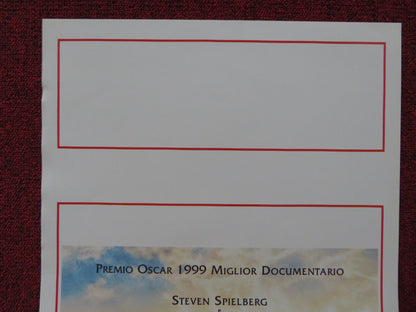 Premio Oscar 1999 Miglior Documentario
Steven Spielberg
E